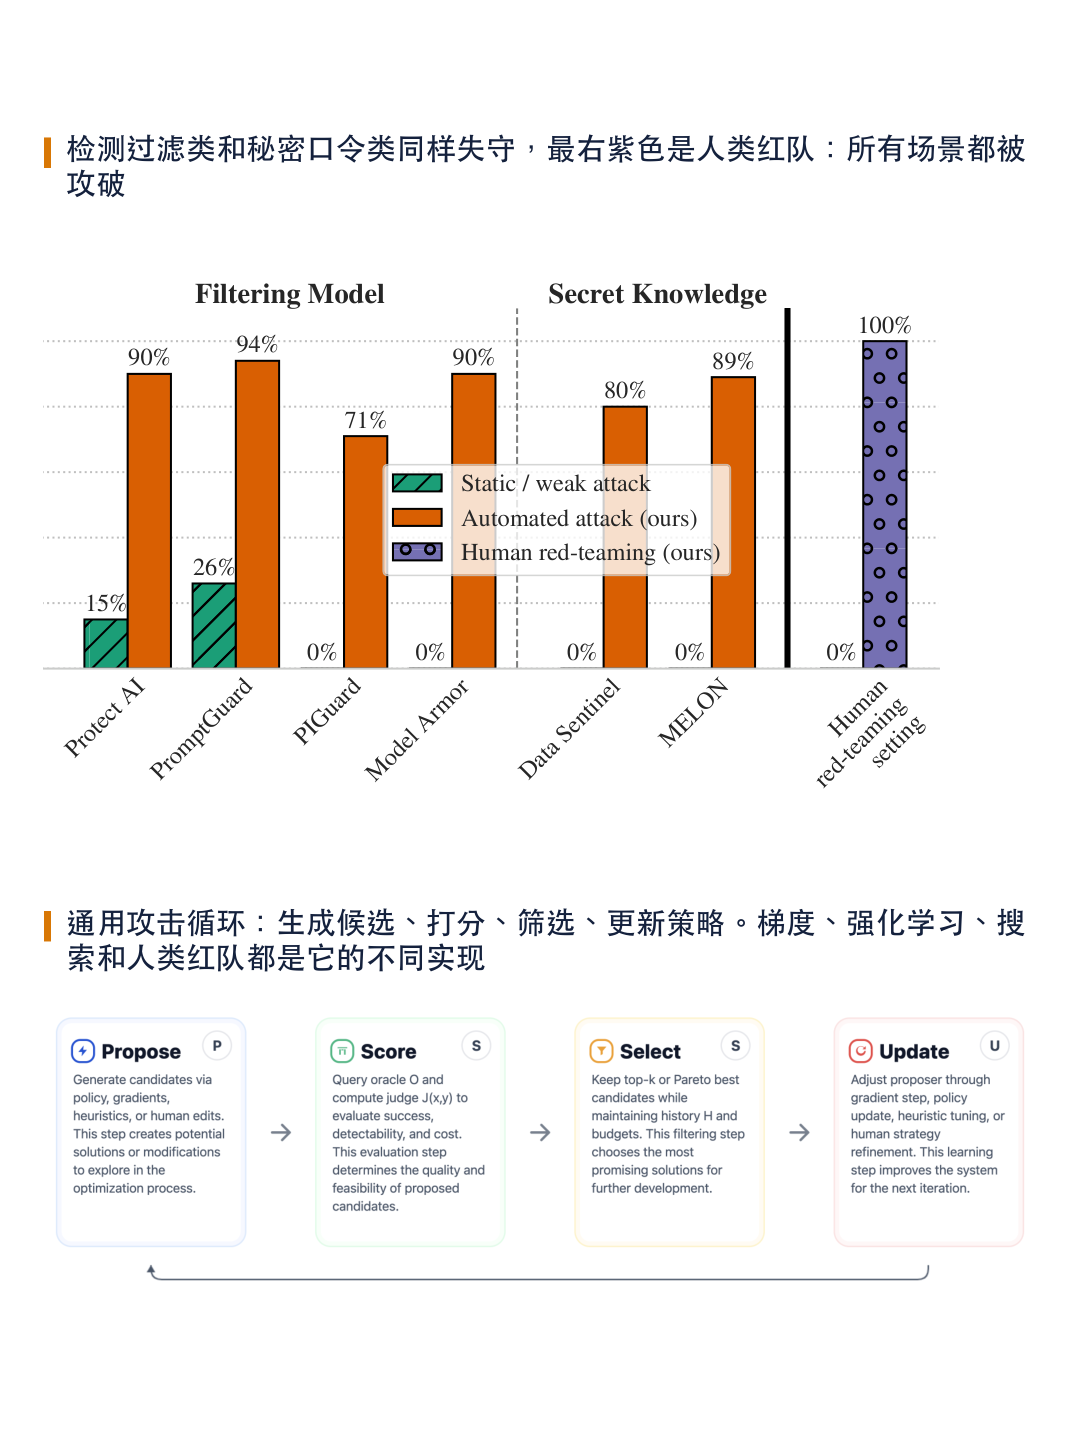 检测过滤类和秘密口令类同样失守，最右紫色是人类红队：所有场景都被
攻破
Filtering Model
Secret Knowledge
100%
90%
94%
71%
90%
80%
89%
Static / weak attack
Automated attack (ours)
Human red-teaming (ours)
15%
26%
0%
0%
0%
0%
0%
Protect AI
PromptGuard
PIGuard
Model Armor
Data Sentinel
MELON
Human
red-teaming
setting
通用攻击循环：生成候选、打分、筛选、更新策略。梯度、强化学习、搜
索和人类红队都是它的不同实现
Propose
P
Generate candidates via
policy, gradients,
heuristics, or human edits.
This step creates potential
solutions or modifications
to explore in the
optimization process.
Score
S
Query oracle O and
compute judge J(x,y) to
evaluate success,
detectability, and cost.
This evaluation step
determines the quality and
feasibility of proposed
candidates.
Select
S
Keep top-k or Pareto best
candidates while
maintaining history H and
budgets. This filtering step
chooses the most
promising solutions for
further development.
Update
U
Adjust proposer through
gradient step, policy
update, heuristic tuning, or
human strategy
refinement. This learning
step improves the system
for the next iteration.